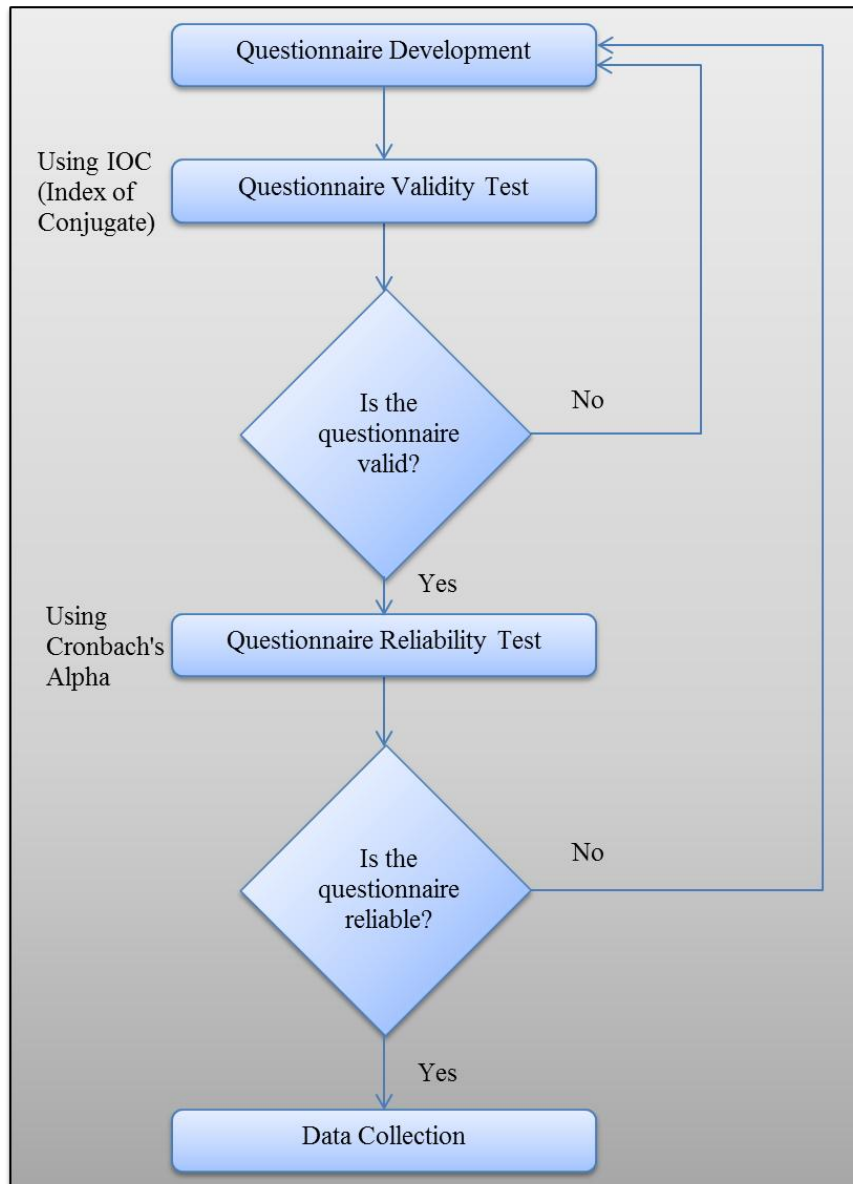 Questionnaire Development
Using IOC
(Index of
Conjugate)
Questionnaire Validity Test
Is the
questionnaire
valid?
No
Yes
Using
Cronbach's
Alpha
Questionnaire Reliability Test
Is the
questionnaire
reliable?
No
Yes
Data Collection